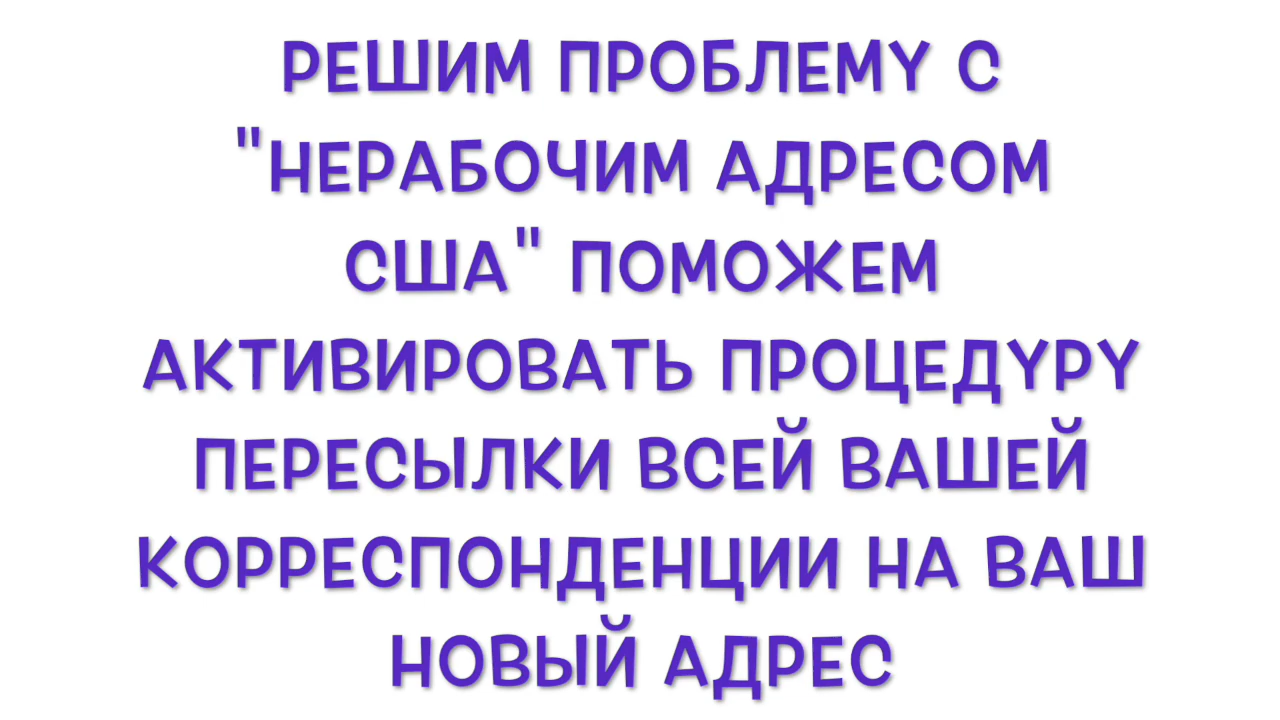 РЕШИМ ПРОБЛЕМУ С
"НЕРАБОЧИМ АДРЕСОМ
США" ПОМОЖЕМ
АКТИВИРОВАТЬ ПРОЦЕДУРУ
ПЕРЕСЫЛКИ ВСЕЙ ВАШЕЙ
КОРРЕСПОНДЕНЦИИ НА ВАШ
НОВЫЙ АДРЕС